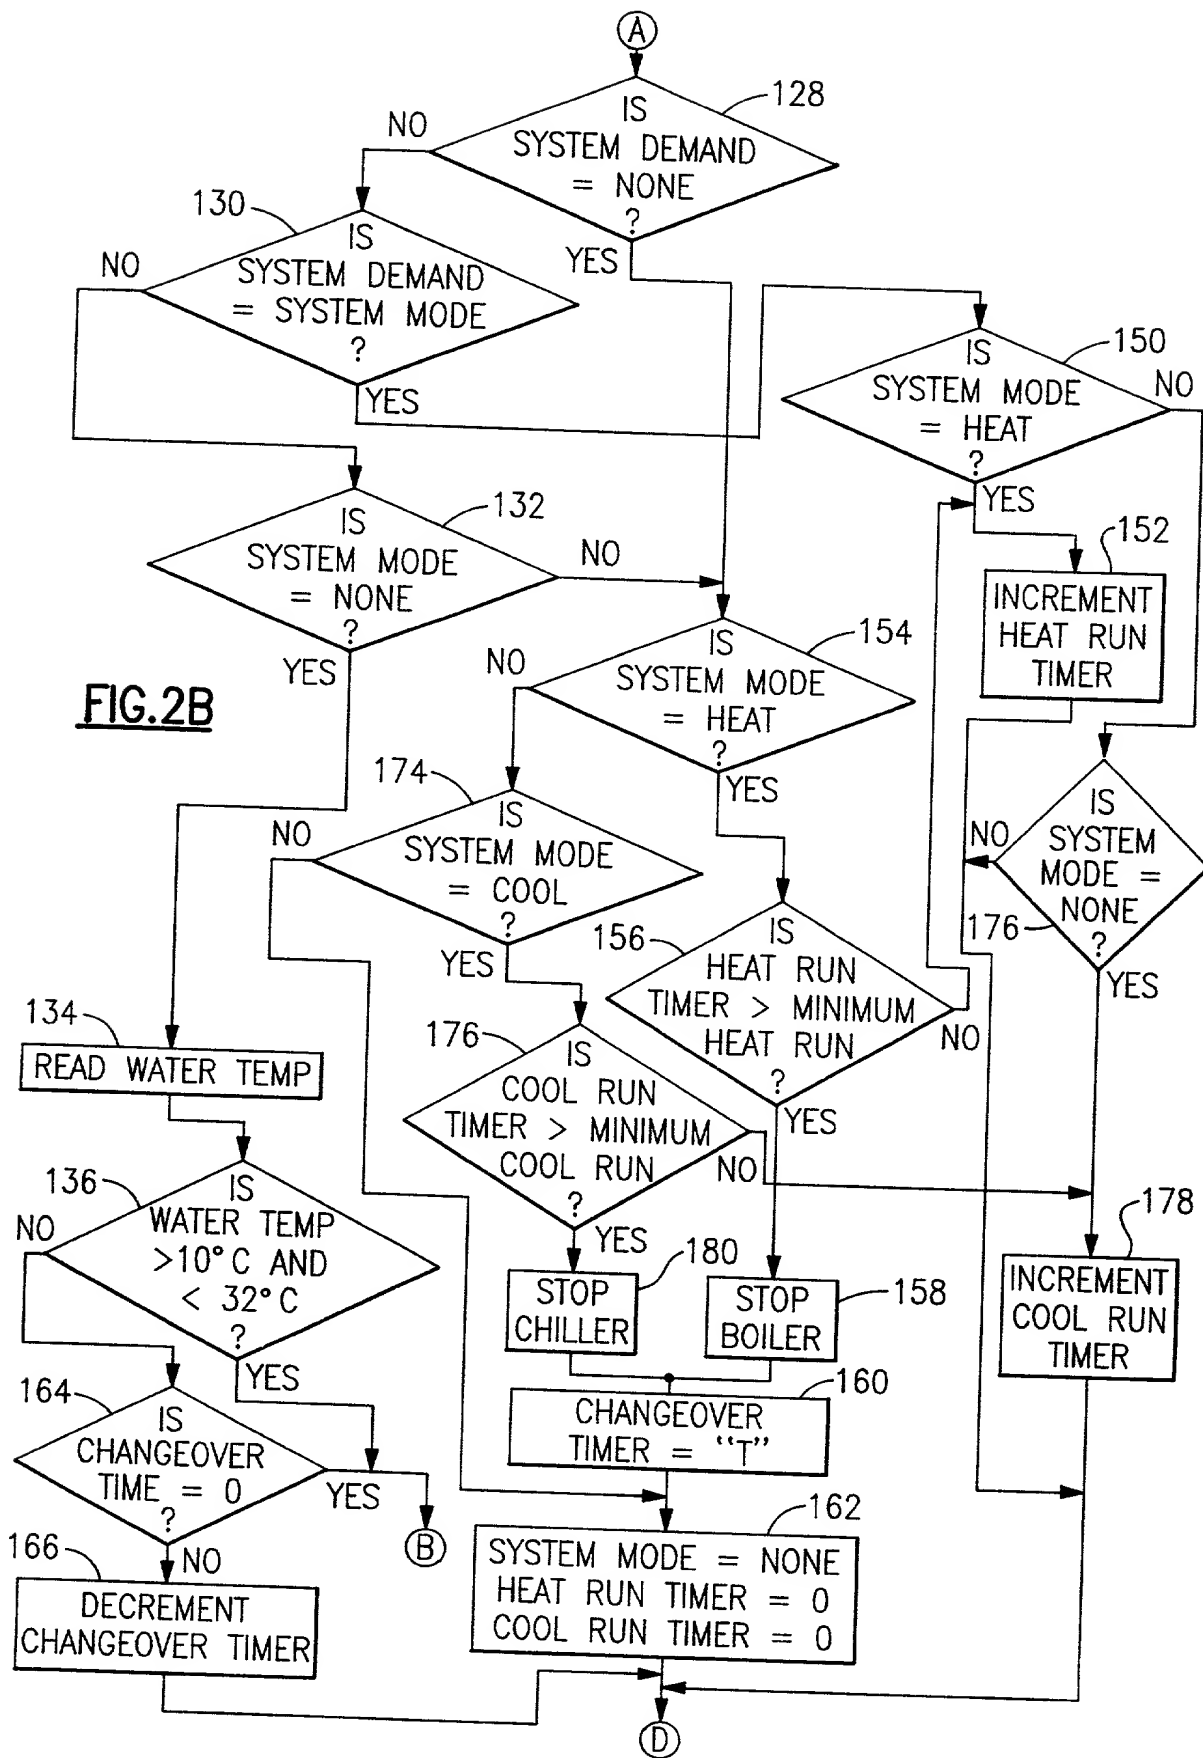 A
IS
SYSTEM DEMAND
= NONE
?
128
NO
YES
130
IS
SYSTEM DEMAND
= SYSTEM MODE
?
NO
YES
150
IS
SYSTEM MODE
= HEAT
?
NO
YES
132
IS
SYSTEM MODE
= NONE
?
NO
YES
152
INCREMENT
HEAT RUN
TIMER
FIG.2B
154
IS
SYSTEM MODE
= HEAT
?
NO
YES
174
IS
SYSTEM MODE
= COOL
?
NO
YES
IS
SYSTEM
MODE =
NONE
?
NO
176
YES
156
IS
HEAT RUN
TIMER > MINIMUM
HEAT RUN
?
NO
YES
134
READ WATER TEMP
176
IS
COOL RUN
TIMER > MINIMUM
COOL RUN
?
NO
YES
136
IS
WATER TEMP
>10°C AND
< 32°C
?
NO
YES
180
STOP
CHILLER
158
STOP
BOILER
178
INCREMENT
COOL RUN
TIMER
164
IS
CHANGEOVER
TIME = 0
?
YES
NO
160
CHANGEOVER
TIMER = "T"
B
166
DECREMENT
CHANGEOVER TIMER
162
SYSTEM MODE = NONE
HEAT RUN TIMER = 0
COOL RUN TIMER = 0
D